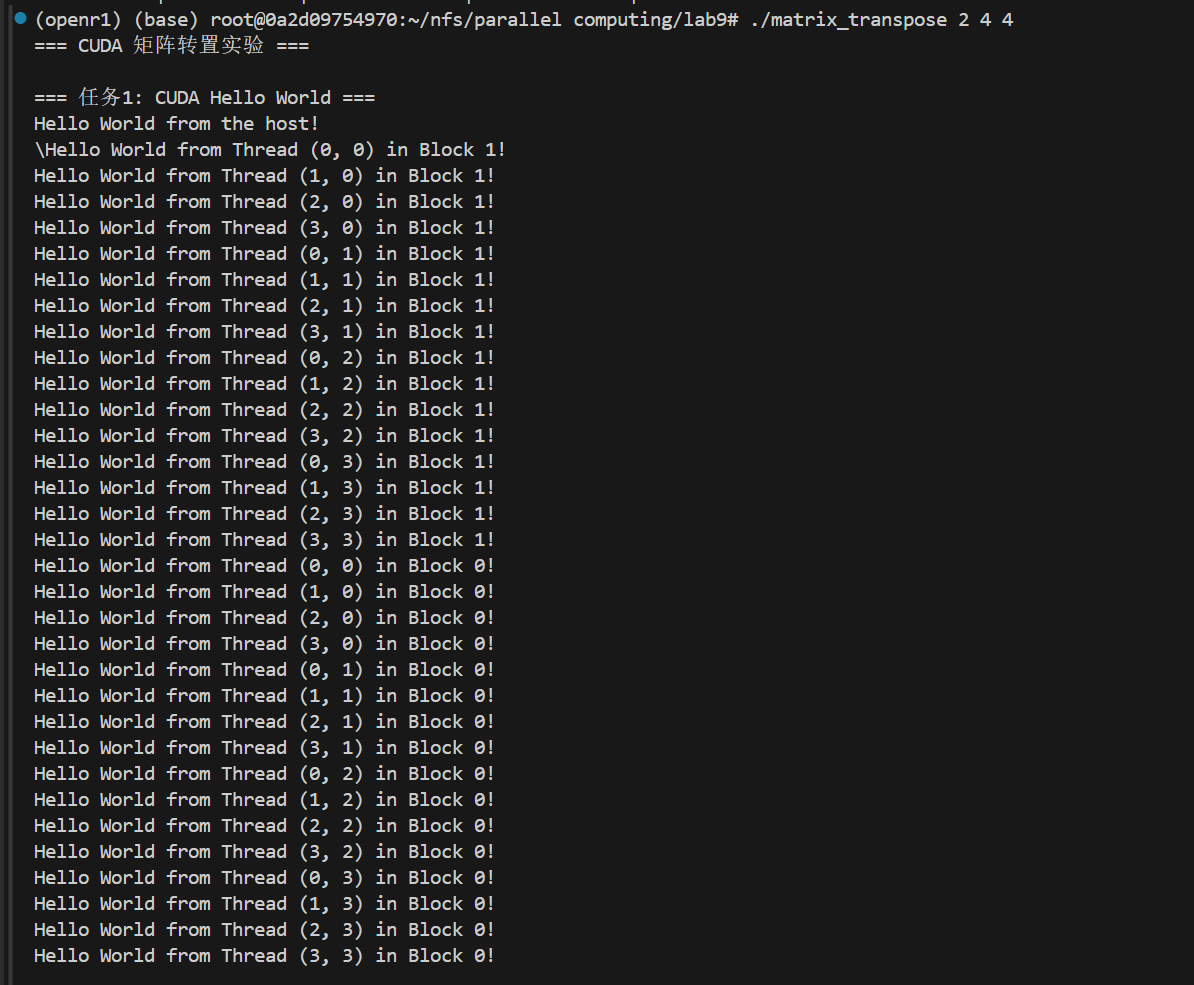 (openr1) (base) root@0a2d09754970:~/nfs/parallel computing/lab9# ./matrix_transpose 2 4 4
=== CUDA 矩阵转置实验 ===
=== 任务1: CUDA Hello World ===
Hello World from the host!
\Hello World from Thread (0, 0) in Block 1!
Hello World from Thread (1, 0) in Block 1!
Hello World from Thread (2, 0) in Block 1!
Hello World from Thread (3, 0) in Block 1!
Hello World from Thread (0, 1) in Block 1!
Hello World from Thread (1, 1) in Block 1!
Hello World from Thread (2, 1) in Block 1!
Hello World from Thread (3, 1) in Block 1!
Hello World from Thread (0, 2) in Block 1!
Hello World from Thread (1, 2) in Block 1!
Hello World from Thread (2, 2) in Block 1!
Hello World from Thread (3, 2) in Block 1!
Hello World from Thread (0, 3) in Block 1!
Hello World from Thread (1, 3) in Block 1!
Hello World from Thread (2, 3) in Block 1!
Hello World from Thread (3, 3) in Block 1!
Hello World from Thread (0, 0) in Block 0!
Hello World from Thread (1, 0) in Block 0!
Hello World from Thread (2, 0) in Block 0!
Hello World from Thread (3, 0) in Block 0!
Hello World from Thread (0, 1) in Block 0!
Hello World from Thread (1, 1) in Block 0!
Hello World from Thread (2, 1) in Block 0!
Hello World from Thread (3, 1) in Block 0!
Hello World from Thread (0, 2) in Block 0!
Hello World from Thread (1, 2) in Block 0!
Hello World from Thread (2, 2) in Block 0!
Hello World from Thread (3, 2) in Block 0!
Hello World from Thread (0, 3) in Block 0!
Hello World from Thread (1, 3) in Block 0!
Hello World from Thread (2, 3) in Block 0!
Hello World from Thread (3, 3) in Block 0!